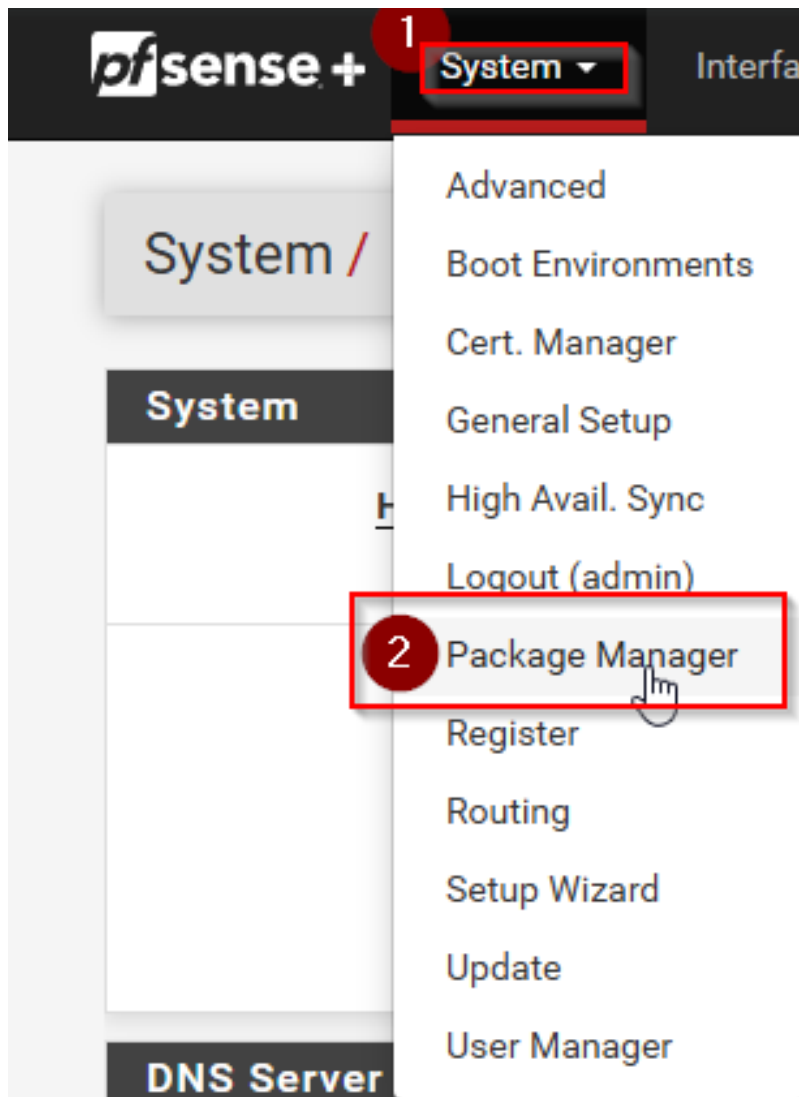 pfsense +
1
System
Interfa
System /
System
H
Advanced
Boot Environments
Cert. Manager
General Setup
High Avail. Sync
Logout (admin)
2
Package Manager
Register
Routing
Setup Wizard
Update
User Manager
DNS Server